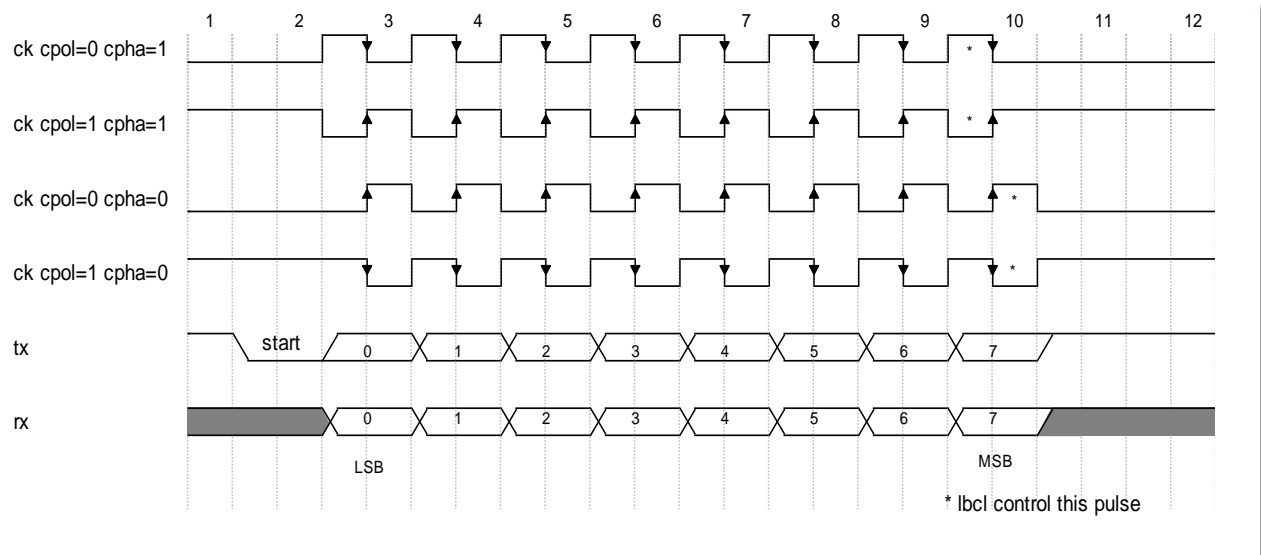 1 2 3 4 5 6 7 8 9 10 11 12
ck cpol=0 cpha=1 *
ck cpol=1 cpha=1 *
ck cpol=0 cpha=0 *
ck cpol=1 cpha=0 *
tx start 0 1 2 3 4 5 6 7
rx 0 1 2 3 4 5 6 7
LSB MSB
* lbcl control this pulse